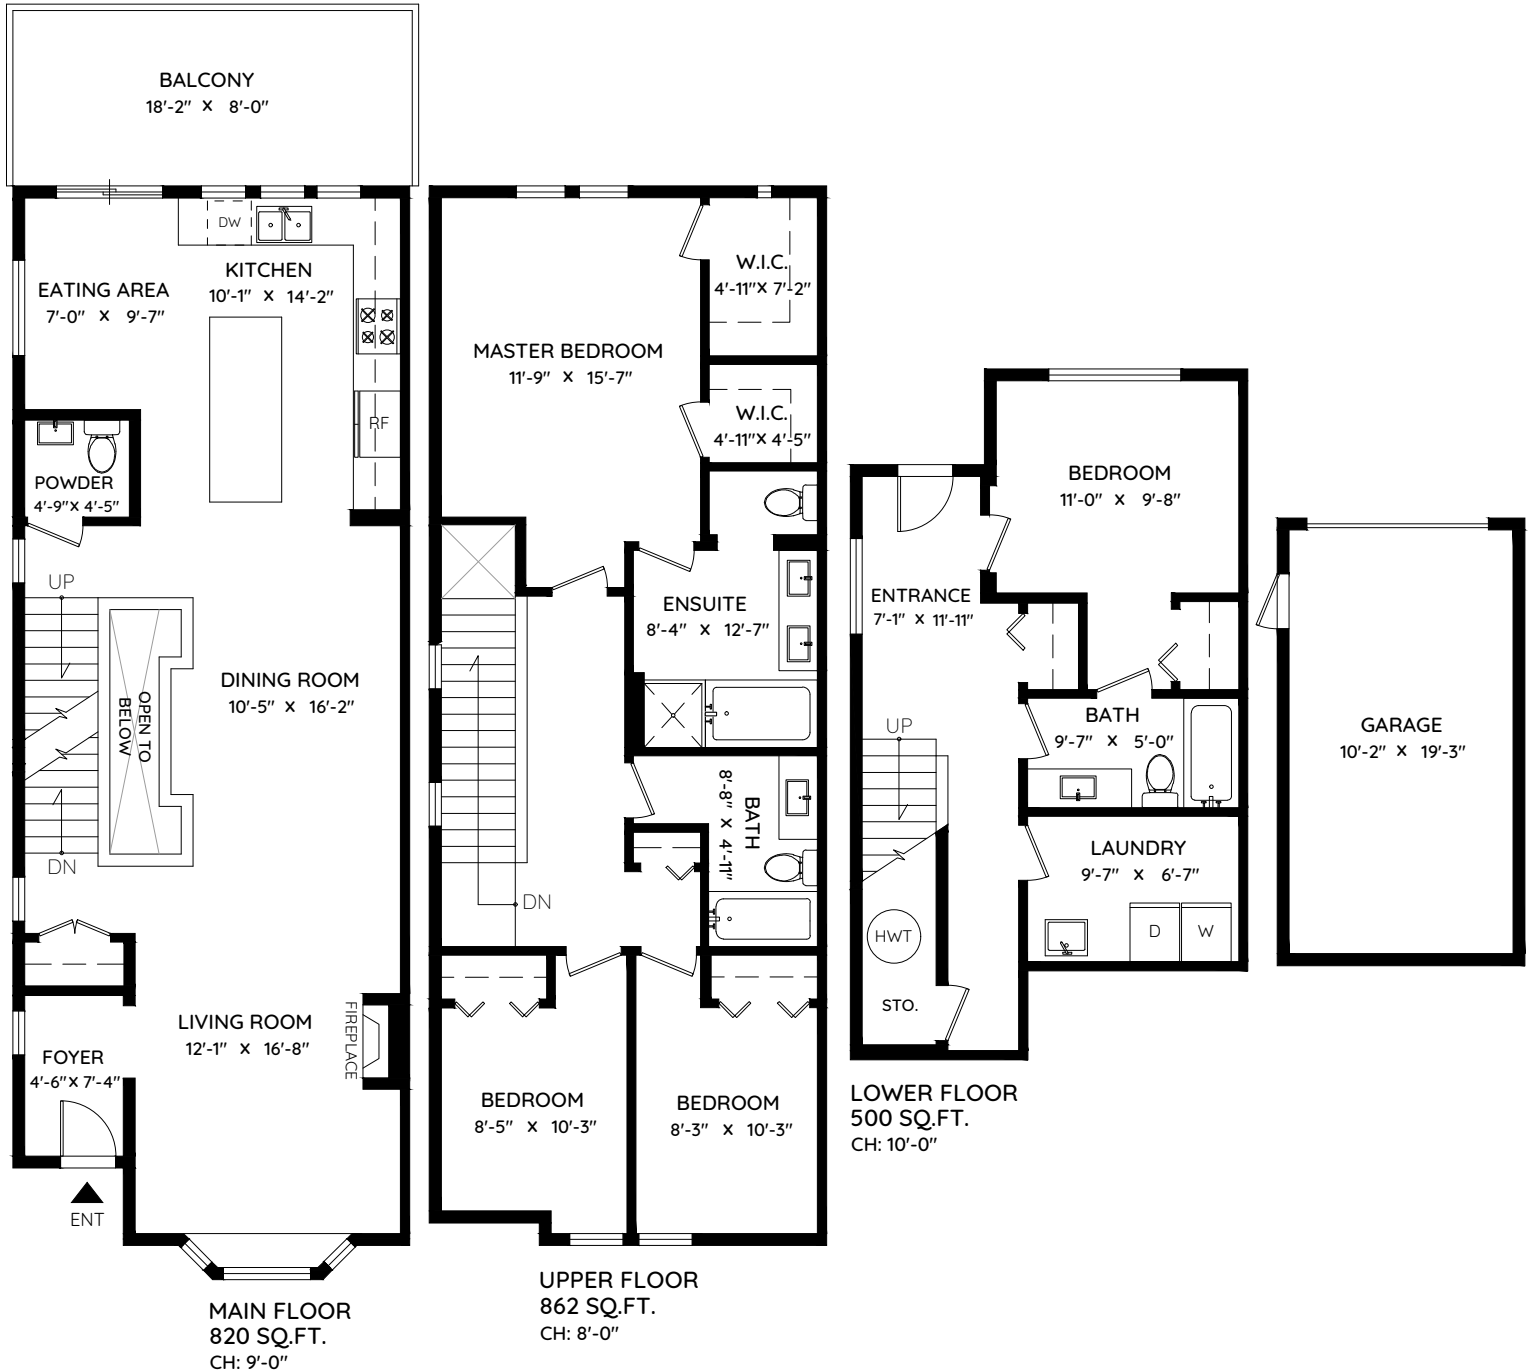 BALCONY
18'-2" X 8'-0"
DW
KITCHEN
10'-1" X 14'-2"
EATING AREA
7'-0" X 9'-7"
RF
POWDER
4'-9" X 4'-5"
UP
OPEN TO
BELOW
DINING ROOM
10'-5" X 16'-2"
DN
LIVING ROOM
12'-1" X 16'-8"
FIREPLACE
FOYER
4'-6" X 7'-4"
ENT
MAIN FLOOR
820 SQ.FT.
CH: 9'-0"
W.I.C.
4'-11" X 7'-2"
MASTER BEDROOM
11'-9" X 15'-7"
W.I.C.
4'-11" X 4'-5"
ENSUITE
8'-4" X 12'-7"
BATH
8'-8" X 4'-11"
DN
BEDROOM
8'-5" X 10'-3"
BEDROOM
8'-3" X 10'-3"
UPPER FLOOR
862 SQ.FT.
CH: 8'-0"
BEDROOM
11'-0" X 9'-8"
ENTRANCE
7'-1" X 11'-11"
BATH
9'-7" X 5'-0"
UP
LAUNDRY
9'-7" X 6'-7"
D
W
HWT
STO.
LOWER FLOOR
500 SQ.FT.
CH: 10'-0"
GARAGE
10'-2" X 19'-3"